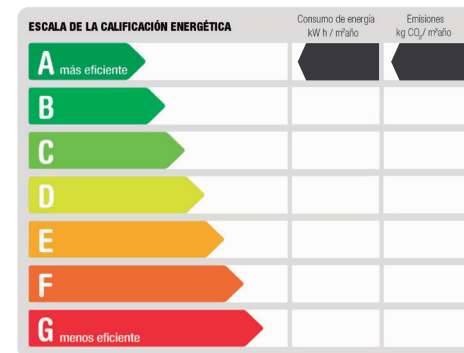 ESCALA DE LA CALIFICACIÓN ENERGÉTICA
Consumo de energía
kW h / m²año
Emisiones
kg CO₂/ m²año
A más eficiente
B
C
D
E
F
G menos eficiente